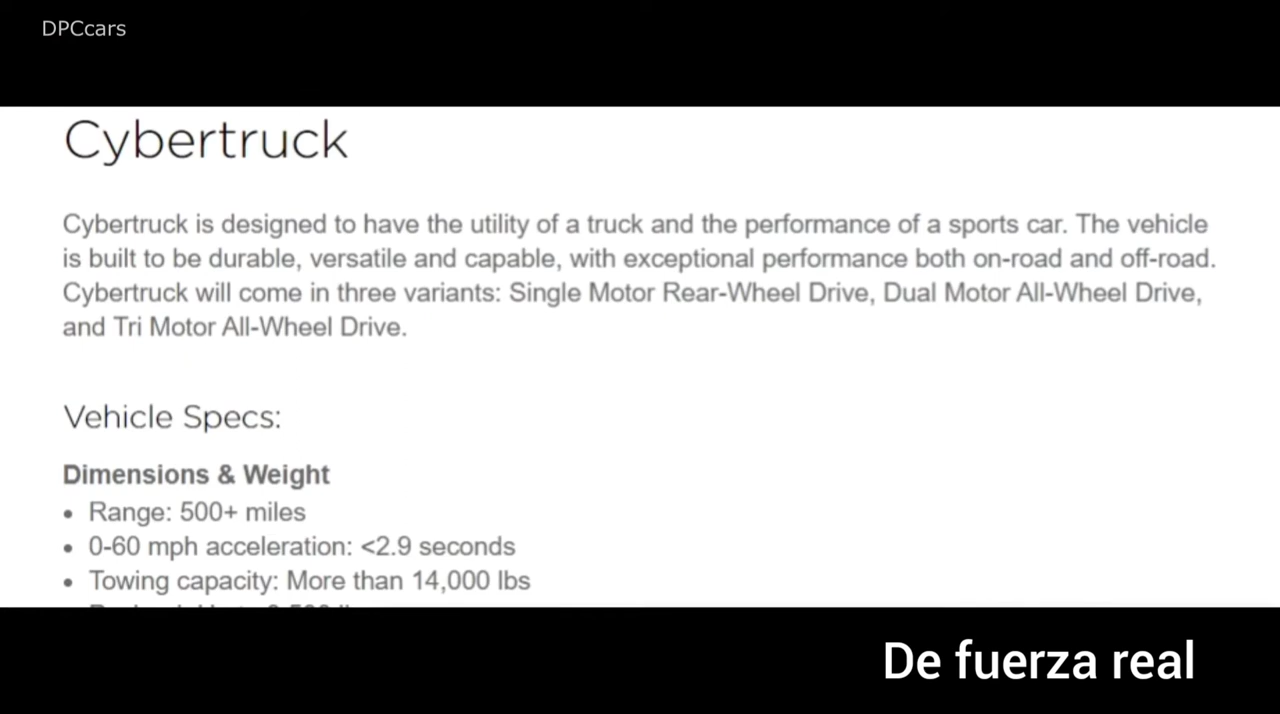 DPCcars
Cybertruck
Cybertruck is designed to have the utility of a truck and the performance of a sports car. The vehicle
is built to be durable, versatile and capable, with exceptional performance both on-road and off-road.
Cybertruck will come in three variants: Single Motor Rear-Wheel Drive, Dual Motor All-Wheel Drive,
and Tri Motor All-Wheel Drive.
Vehicle Specs:
Dimensions & Weight
• Range: 500+ miles
• 0-60 mph acceleration: <2.9 seconds
• Towing capacity: More than 14,000 lbs
De fuerza real